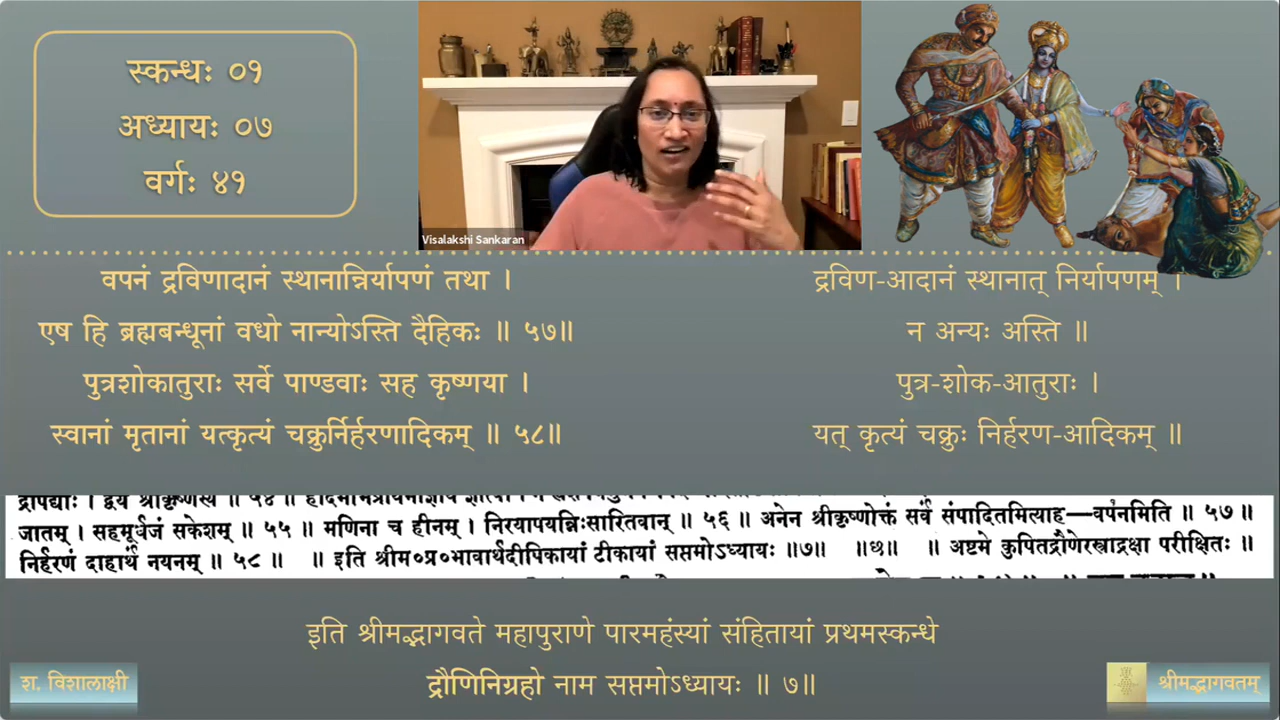 स्कन्धः ०१
अध्यायः ०७
वर्गः ४१
Visalakshi Sankaran
वपनं द्रविणादानं स्थानान्निर्यापणं तथा ।
एष हि ब्रह्मबन्धूनां वधो नान्योऽस्ति दैहिकः ॥ ५७॥
पुत्रशोकातुराः सर्वे पाण्डवाः सह कृष्णया ।
स्वानां मृतानां यत्कृत्यं चक्रुर्निर्हरणादिकम् ॥ ५८॥
द्रविण-आदानं स्थानात् निर्यापणम् ।
न अन्यः अस्ति ॥
पुत्र-शोक-आतुराः ।
यत् कृत्यं चक्रुः निर्हरण-आदिकम् ॥
द्रौपद्याः । द्वयं श्रीकृष्णस्य ॥ ५४ ॥
जातम् । सहमूर्धजं सकेशम् ॥ ५५ ॥ मणिना च हीनम् । निरयापयन्निःसारितवान् ॥ ५६ ॥ अनेन श्रीकृष्णोक्तं सर्वं संपादितमित्याह—वपनमिति ॥ ५७ ॥
निर्हरणं दाहार्थं नयनम् ॥ ५८ ॥ ॥ इति श्रीम०प्र०भावार्थदीपिकायां टीकायां सप्तमोऽध्यायः ॥७॥ ॥छ॥ ॥ अष्टमे कुपितद्रौणेरस्त्राद्रक्षा परीक्षितः ॥
इति श्रीमद्भागवते महापुराणे पारमहंस्यां संहितायां प्रथमस्कन्धे
द्रौणिनिग्रहो नाम सप्तमोऽध्यायः ॥ ७॥
श. विशालाक्षी
श्रीमद्भागवतम्